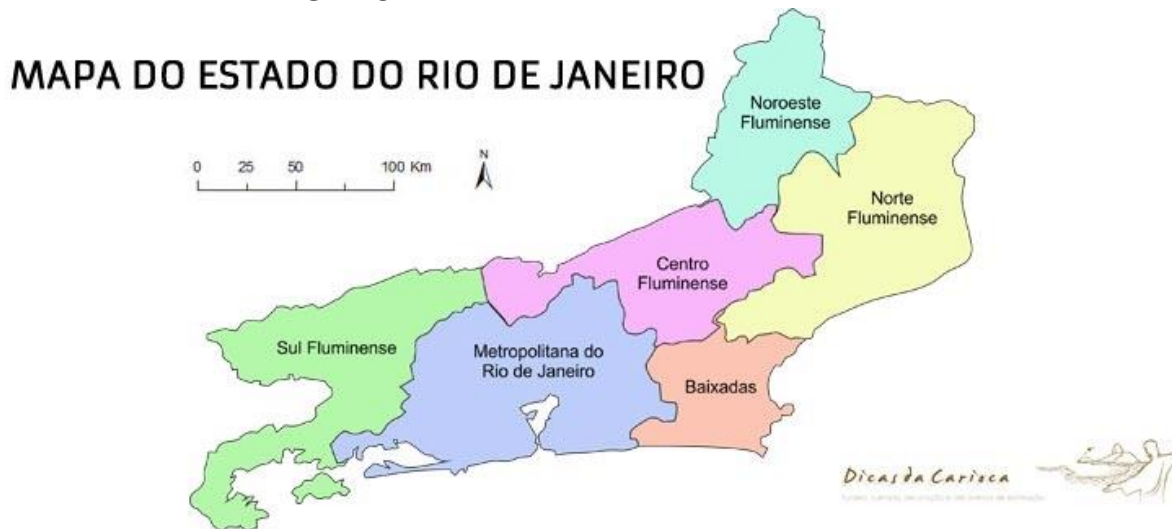 MAPA DO ESTADO DO RIO DE JANEIRO
0 25 50 100 Km
N
Noroeste
Fluminense
Norte
Fluminense
Centro
Fluminense
Sul Fluminense
Metropolitana do
Rio de Janeiro
Baixadas
Dicas da Carioca